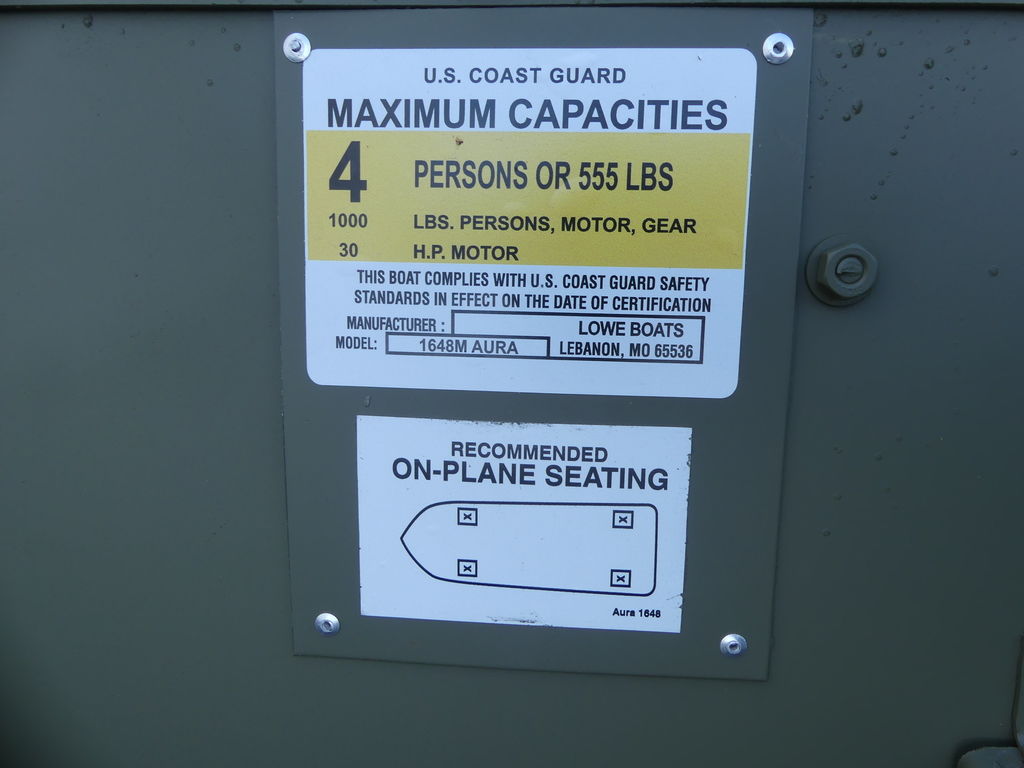 U.S. COAST GUARD
MAXIMUM CAPACITIES
4 PERSONS OR 555 LBS
1000 LBS. PERSONS, MOTOR, GEAR
30 H.P. MOTOR
THIS BOAT COMPLIES WITH U.S. COAST GUARD SAFETY
STANDARDS IN EFFECT ON THE DATE OF CERTIFICATION
MANUFACTURER : LOWE BOATS
MODEL: 1648M AURA LEBANON, MO 65536
RECOMMENDED
ON-PLANE SEATING
X X
X X
Aura 1648